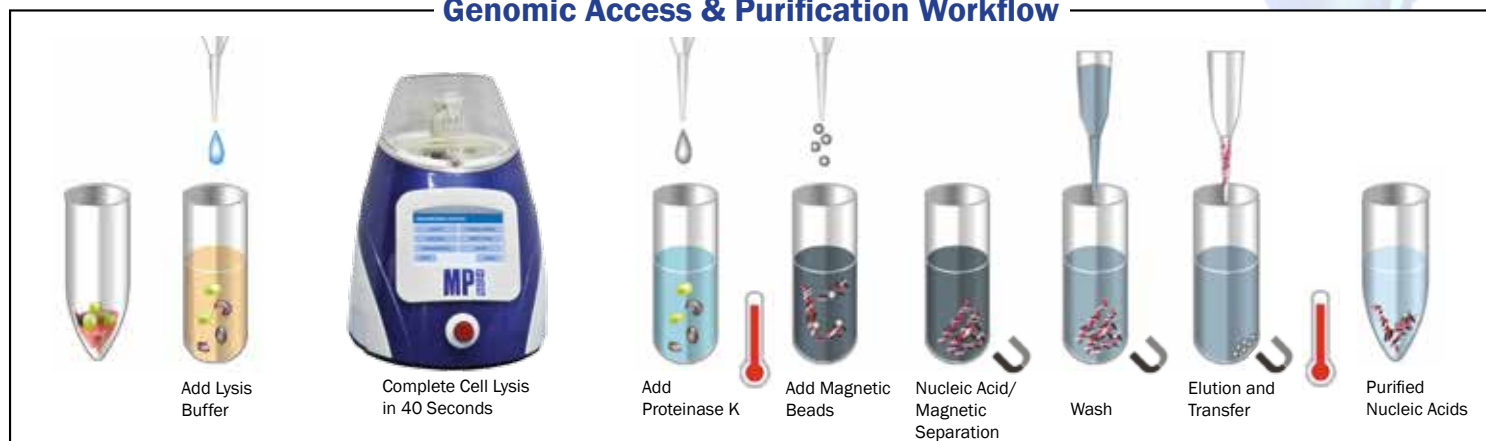 Genomic Access & Purification Workflow
MP
Add Lysis
Buffer
Complete Cell Lysis
in 40 Seconds
Add
Proteinase K
Add Magnetic
Beads
Nucleic Acid/
Magnetic
Separation
Wash
Elution and
Transfer
Purified
Nucleic Acids